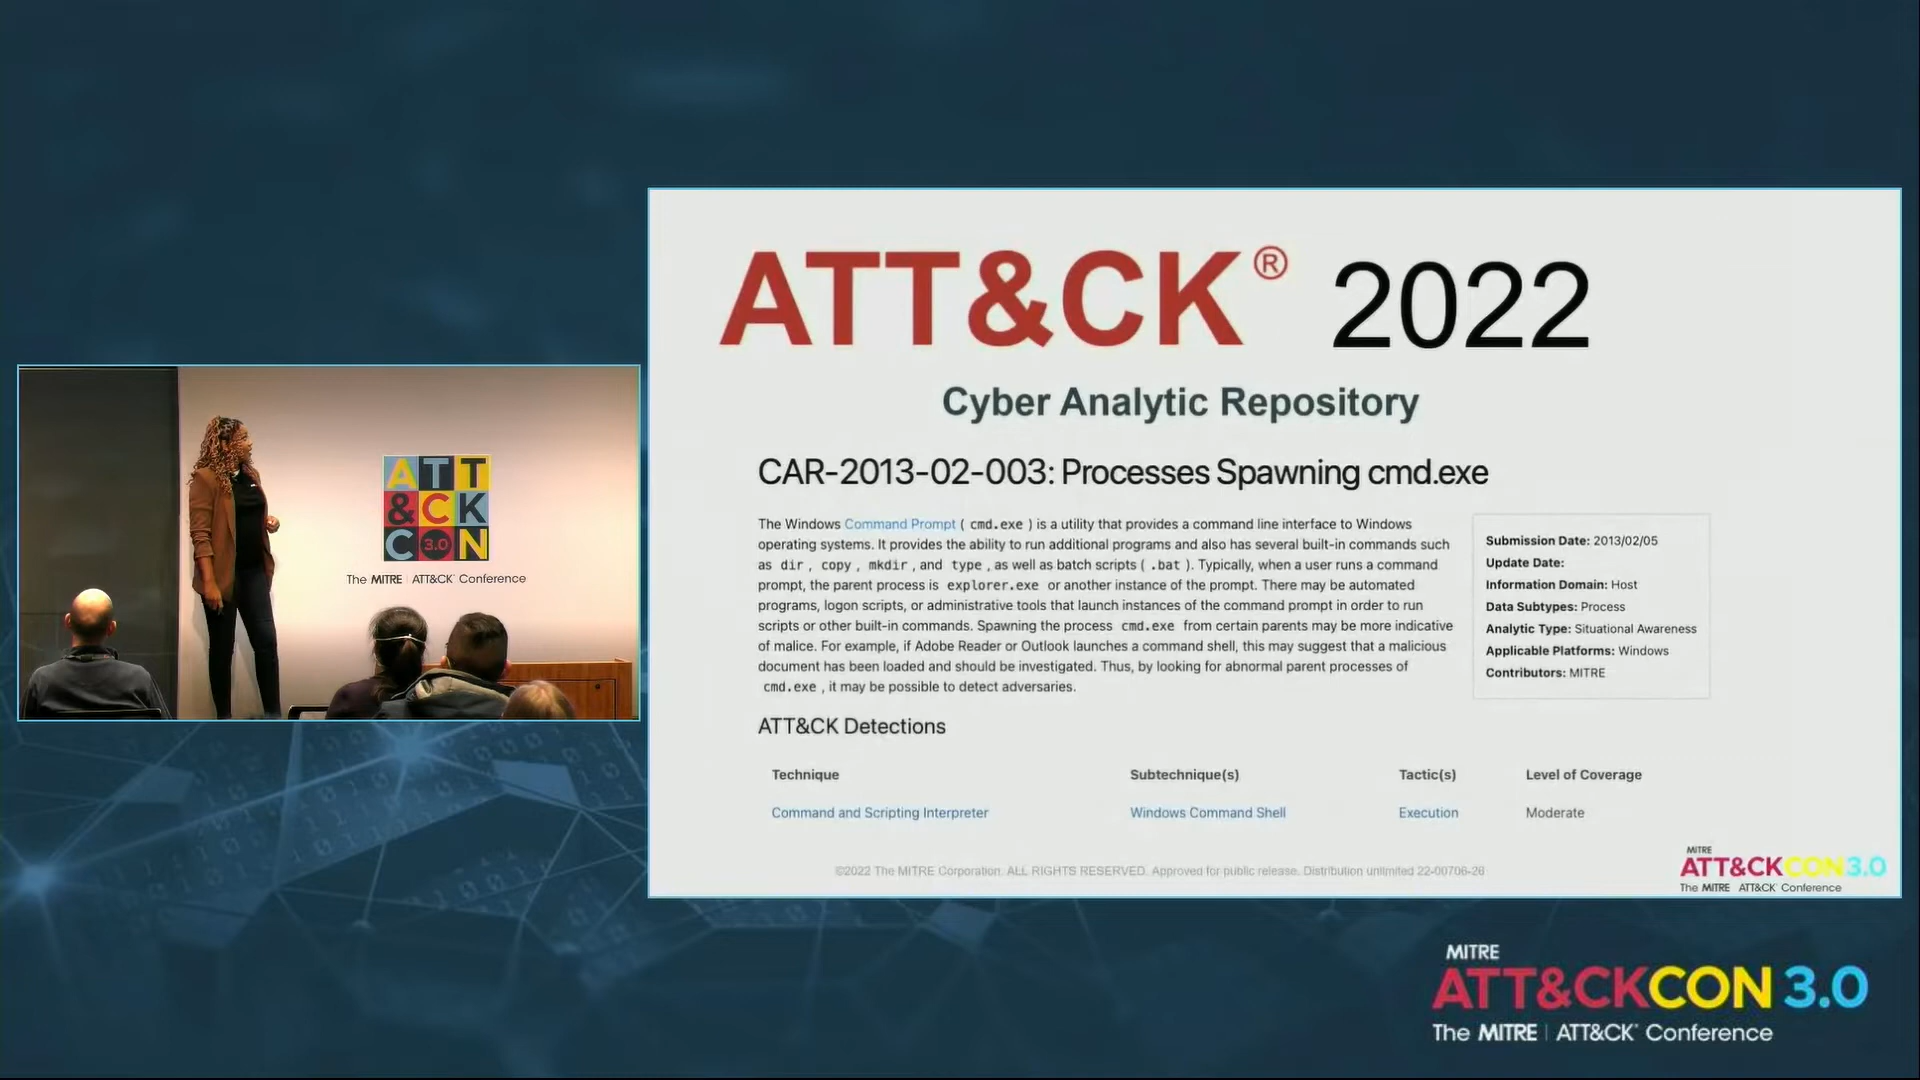 ATT
&CK
C3.0N
The MITRE | ATT&CK® Conference
ATT&CK® 2022
Cyber Analytic Repository
CAR-2013-02-003: Processes Spawning cmd.exe
The Windows Command Prompt ( cmd.exe ) is a utility that provides a command line interface to Windows
operating systems. It provides the ability to run additional programs and also has several built-in commands such
as dir , copy , mkdir , and type , as well as batch scripts ( .bat ). Typically, when a user runs a command
prompt, the parent process is explorer.exe or another instance of the prompt. There may be automated
programs, logon scripts, or administrative tools that launch instances of the command prompt in order to run
scripts or other built-in commands. Spawning the process cmd.exe from certain parents may be more indicative
of malice. For example, if Adobe Reader or Outlook launches a command shell, this may suggest that a malicious
document has been loaded and should be investigated. Thus, by looking for abnormal parent processes of
cmd.exe , it may be possible to detect adversaries.
Submission Date: 2013/02/05
Update Date:
Information Domain: Host
Data Subtypes: Process
Analytic Type: Situational Awareness
Applicable Platforms: Windows
Contributors: MITRE
ATT&CK Detections
Technique Subtechnique(s) Tactic(s) Level of Coverage
Command and Scripting Interpreter Windows Command Shell Execution Moderate
©2022 The MITRE Corporation. ALL RIGHTS RESERVED. Approved for public release. Distribution unlimited 22-00706-26
MITRE
ATT&CKCON3.0
The MITRE ATT&CK® Conference
MITRE
ATT&CKCON 3.0
The MITRE | ATT&CK® Conference